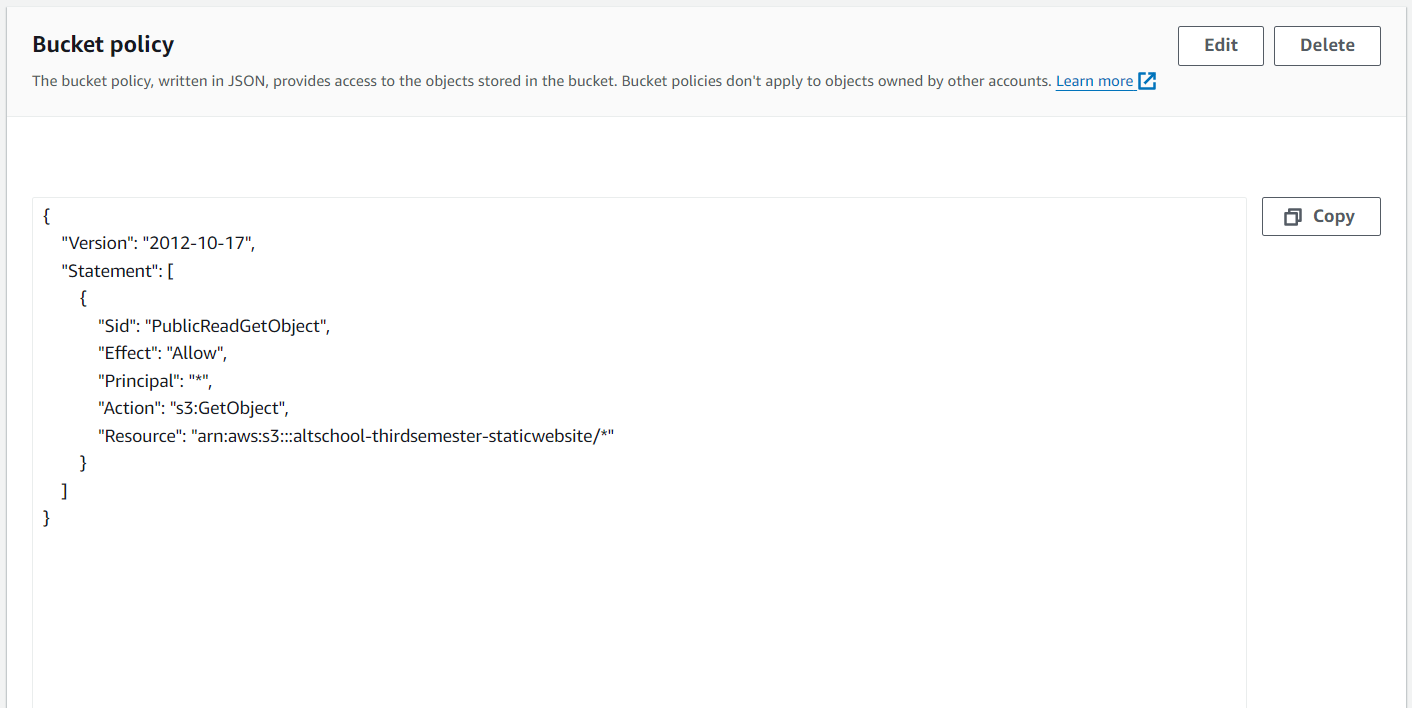 Bucket policy
Edit
Delete
The bucket policy, written in JSON, provides access to the objects stored in the bucket. Bucket policies don't apply to objects owned by other accounts. Learn more
Copy
{
    "Version": "2012-10-17",
    "Statement": [
        {
            "Sid": "PublicReadGetObject",
            "Effect": "Allow",
            "Principal": "*",
            "Action": "s3:GetObject",
            "Resource": "arn:aws:s3:::altschool-thirdsemester-staticwebsite/*"
        }
    ]
}